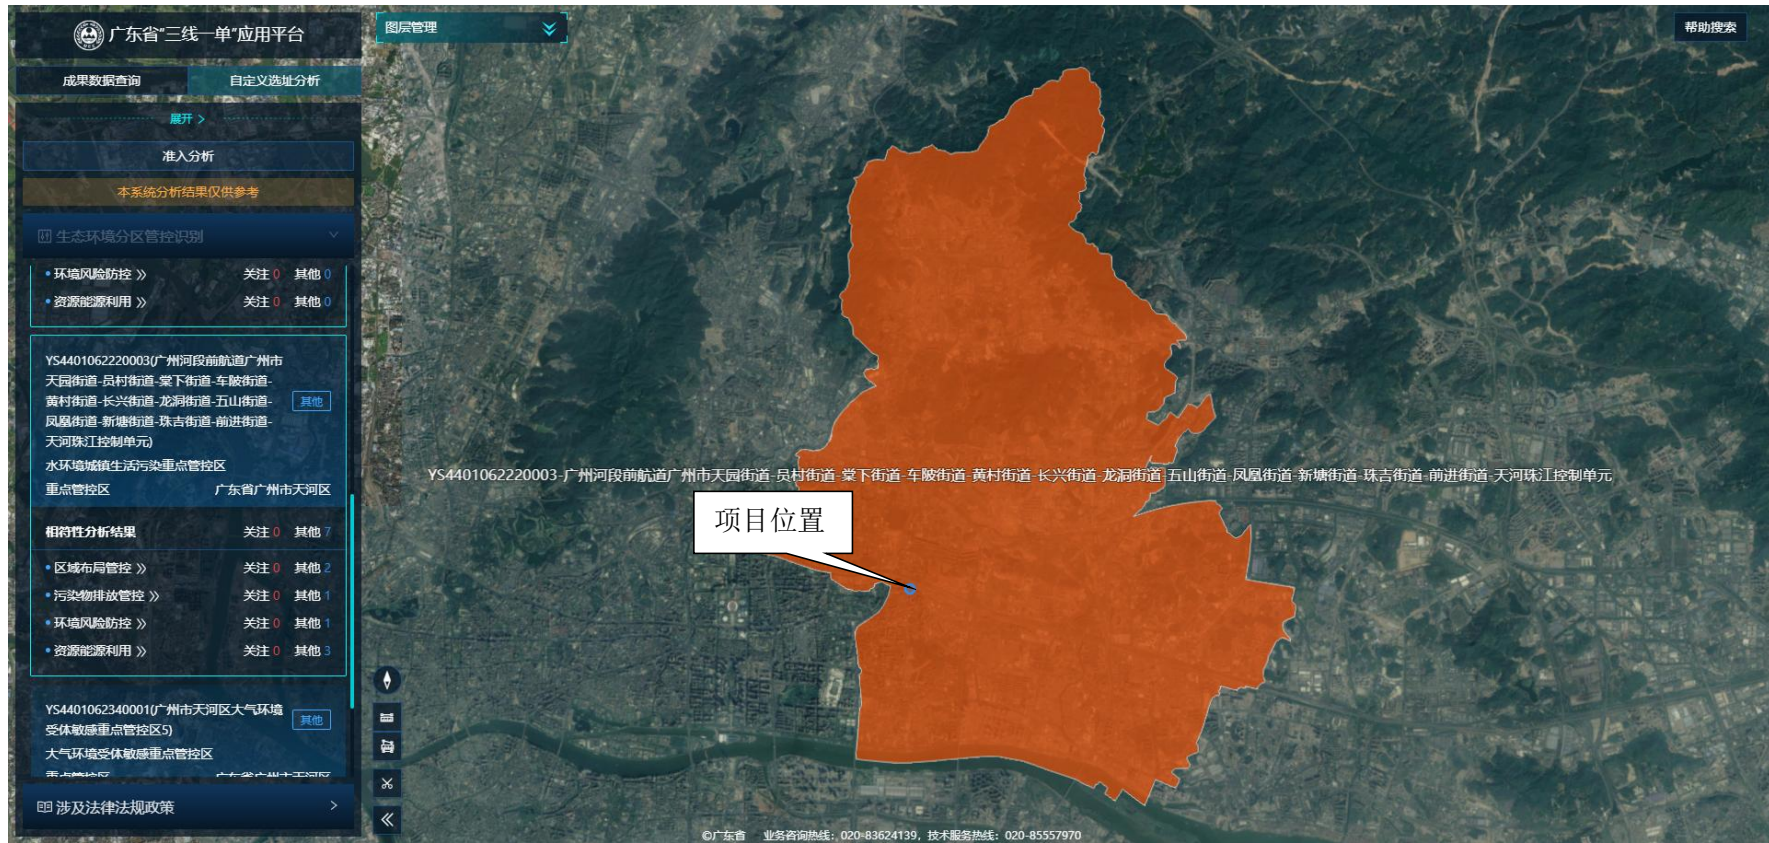 广东省“三线一单”应用平台
成果数据查询 自定义选址分析
展开 >
准入分析
本系统分析结果仅供参考
生态环境分区管控识别
环境风险防控 》 关注 0 其他 0
资源能源利用 》 关注 0 其他 0
YS4401062220003(广州河段前航道广州市
天园街道-员村街道-棠下街道-车陂街道-
黄村街道-长兴街道-龙洞街道-五山街道-
凤凰街道-新塘街道-珠吉街道-前进街道-
天河珠江控制单元)
其他
水环境城镇生活污染重点管控区
重点管控区 广东省广州市天河区
相符性分析结果 关注 0 其他 7
区域布局管控 》 关注 0 其他 2
污染物排放管控 》 关注 0 其他 1
环境风险防控 》 关注 0 其他 1
资源能源利用 》 关注 0 其他 3
YS4401062340001(广州市天河区大气环境
受体敏感重点管控区5)
其他
大气环境受体敏感重点管控区
重点管控区 广东省广州市天河区
涉及法律法规政策 >
图层管理
帮助搜索
YS4401062220003-广州河段前航道广州市天园街道-员村街道-棠下街道-车陂街道-黄村街道-长兴街道-龙洞街道-五山街道-凤凰街道-新塘街道-珠吉街道-前进街道-天河珠江控制单元
项目位置
©广东省 业务咨询热线：020-83624139，技术服务热线：020-85557970